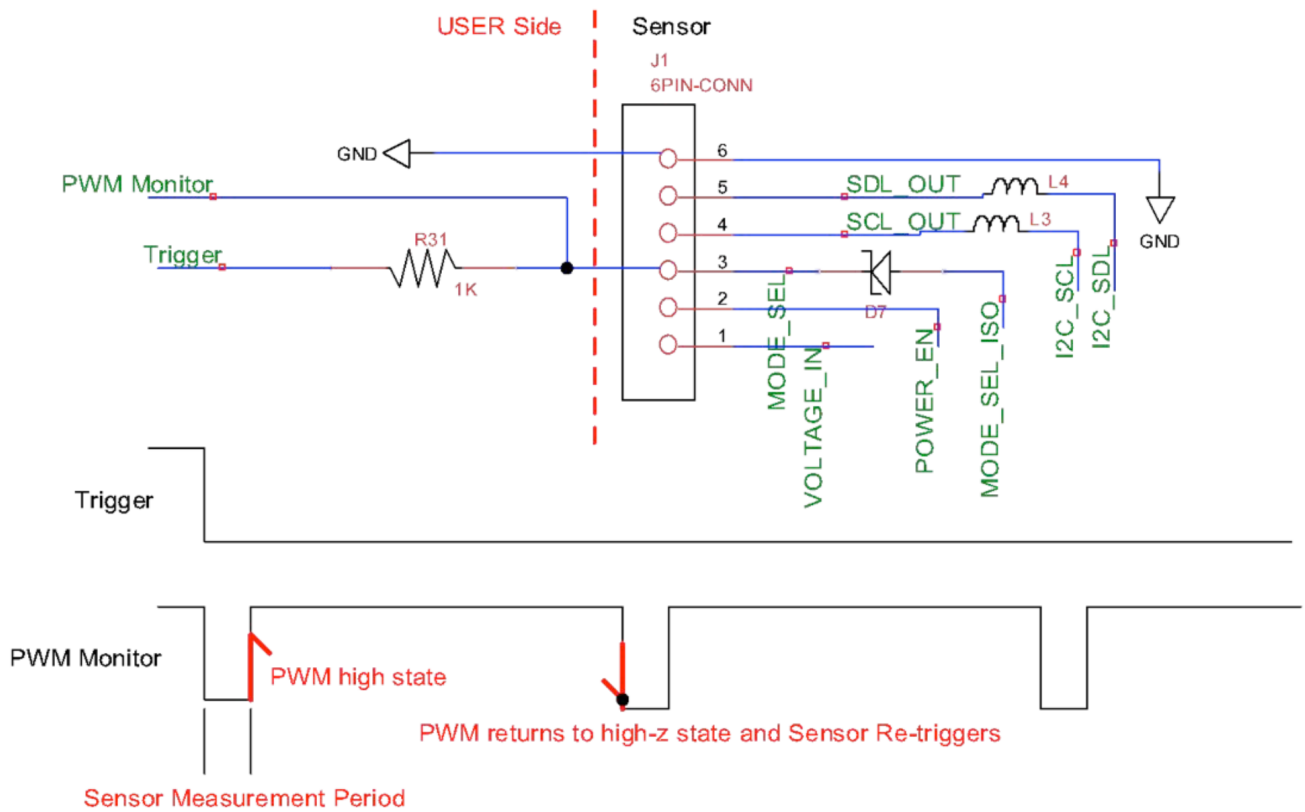 USER Side
Sensor
J1
6PIN-CONN
GND
6
PWM Monitor
5
SDL_OUT
L4
R31
4
SCL_OUT
L3
GND
Trigger
1K
3
D7
2
1
MODE_SEL
VOLTAGE_IN
POWER_EN
MODE_SEL_ISO
I2C_SCL
I2C_SDL
Trigger
PWM Monitor
PWM high state
PWM returns to high-z state and Sensor Re-triggers
Sensor Measurement Period